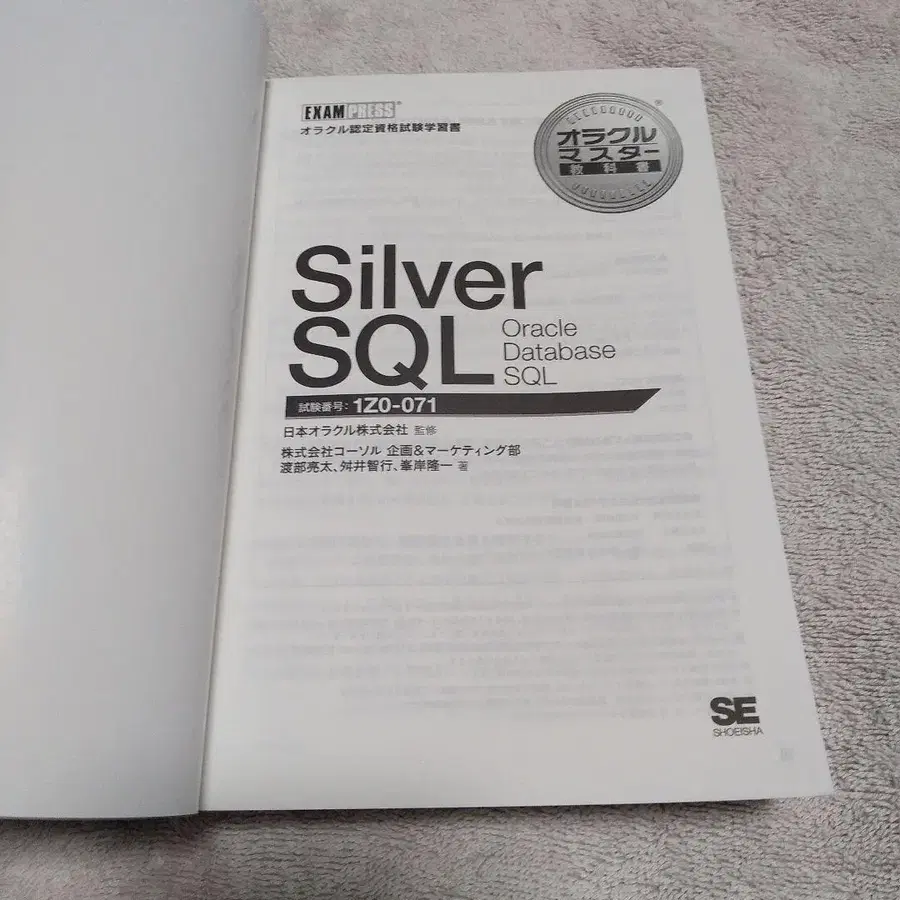 EXAMPRESS®
オラクル認定資格試験学習書
オラクル
マスター
教科書
®
Silver
SQL
Oracle
Database
SQL
試験番号：1Z0-071
日本オラクル株式会社 監修
株式会社コーソル 企画&マーケティング部
渡部亮太、舛井智行、峯岸隆一 著
SE
SHOEISHA